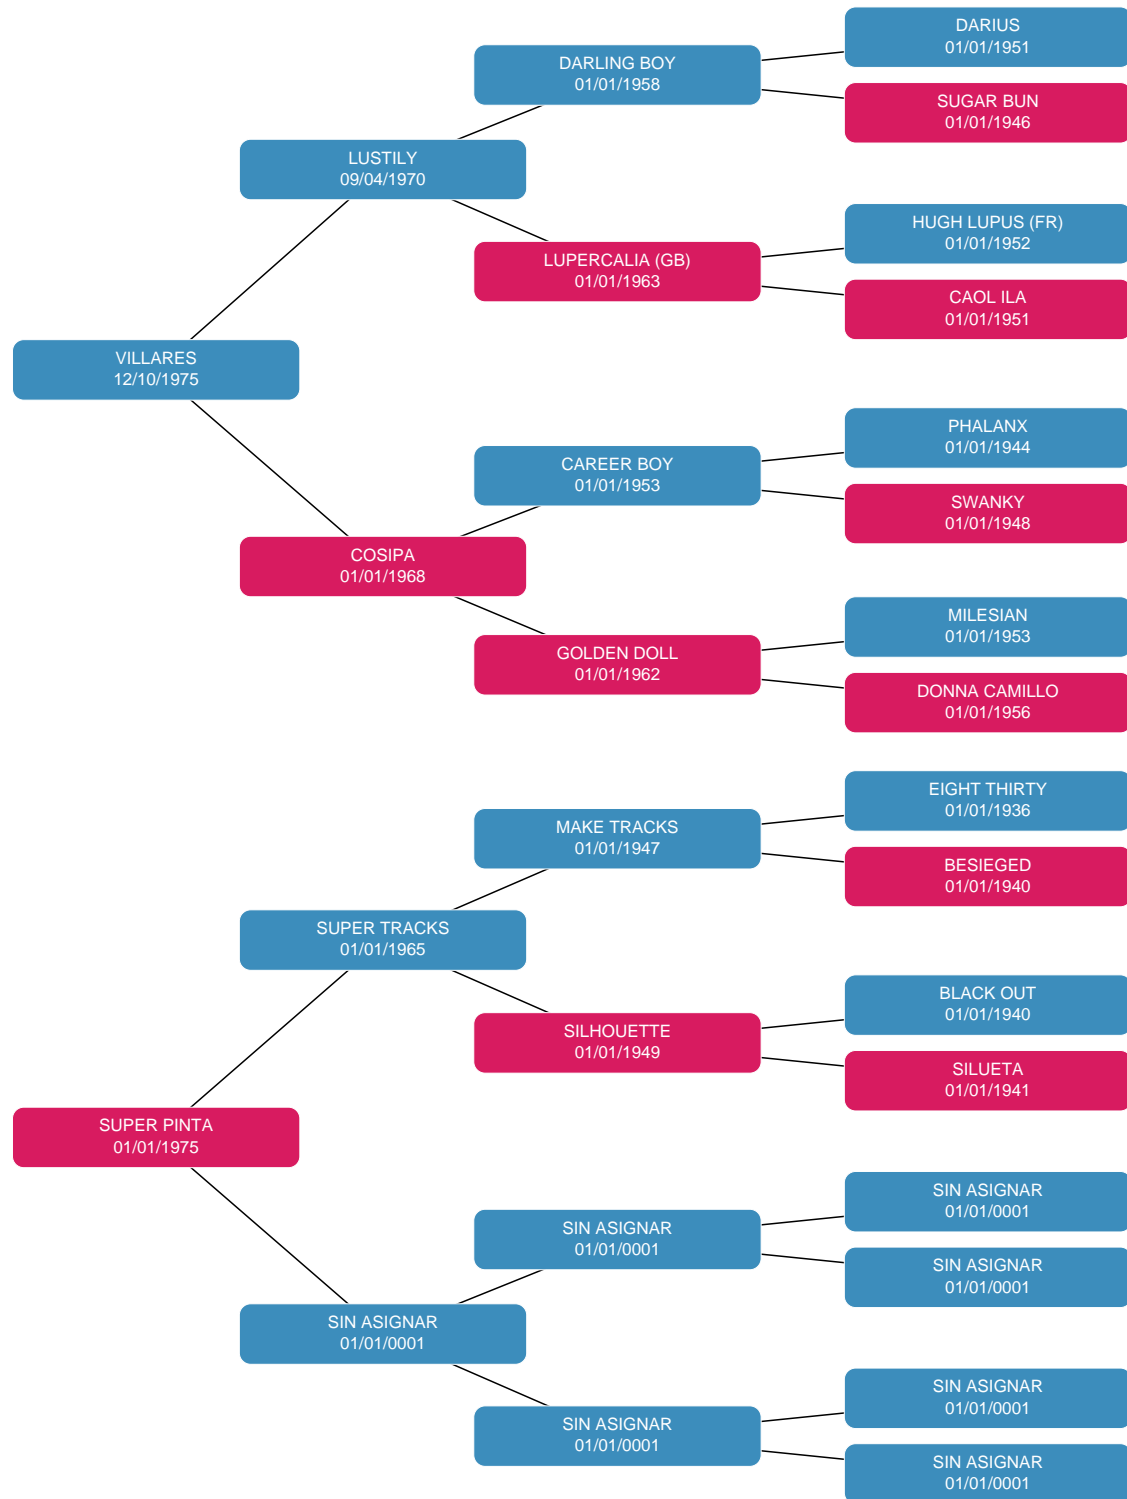 DARIUS
01/01/1951
DARLING BOY
01/01/1958
SUGAR BUN
01/01/1946
LUSTILY
09/04/1970
HUGH LUPUS (FR)
01/01/1952
LUPERCALIA (GB)
01/01/1963
CAOL ILA
01/01/1951
VILLARES
12/10/1975
PHALANX
01/01/1944
CAREER BOY
01/01/1953
SWANKY
01/01/1948
COSIPA
01/01/1968
MILESIAN
01/01/1953
GOLDEN DOLL
01/01/1962
DONNA CAMILLO
01/01/1956
EIGHT THIRTY
01/01/1936
MAKE TRACKS
01/01/1947
BESIEGED
01/01/1940
SUPER TRACKS
01/01/1965
BLACK OUT
01/01/1940
SILHOUETTE
01/01/1949
SILUETA
01/01/1941
SUPER PINTA
01/01/1975
SIN ASIGNAR
01/01/0001
SIN ASIGNAR
01/01/0001
SIN ASIGNAR
01/01/0001
SIN ASIGNAR
01/01/0001
SIN ASIGNAR
01/01/0001
SIN ASIGNAR
01/01/0001
SIN ASIGNAR
01/01/0001